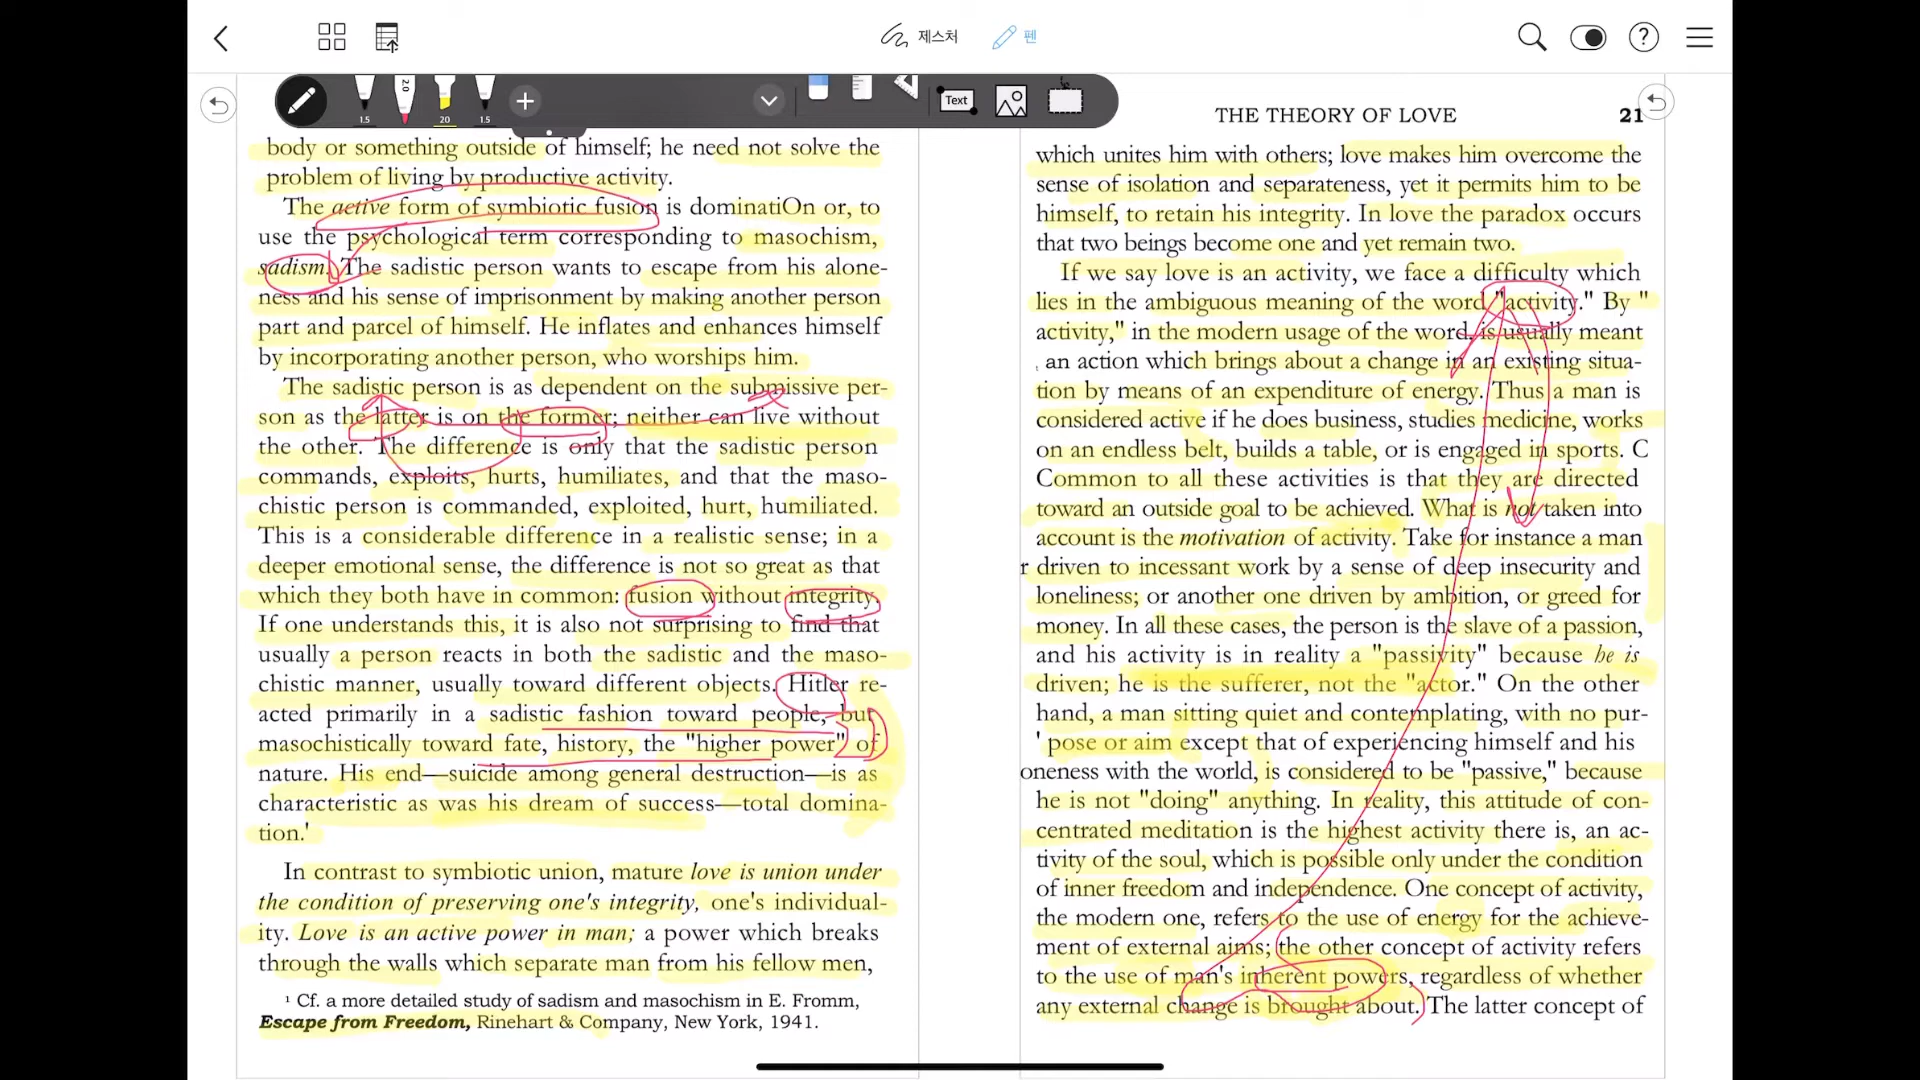 제스처
펜
1.5
2.0
20
1.5
Text
body or something outside of himself; he need not solve the
problem of living by productive activity.
The active form of symbiotic fusion is dominatiOn or, to
use the psychological term corresponding to masochism,
sadism. The sadistic person wants to escape from his alone-
ness and his sense of imprisonment by making another person
part and parcel of himself. He inflates and enhances himself
by incorporating another person, who worships him.
The sadistic person is as dependent on the submissive per-
son as the latter is on the former; neither can live without
the other. The difference is only that the sadistic person
commands, exploits, hurts, humiliates, and that the maso-
chistic person is commanded, exploited, hurt, humiliated.
This is a considerable difference in a realistic sense; in a
deeper emotional sense, the difference is not so great as that
which they both have in common: fusion without integrity.
If one understands this, it is also not surprising to find that
usually a person reacts in both the sadistic and the maso-
chistic manner, usually toward different objects. Hitler re-
acted primarily in a sadistic fashion toward people, but
masochistically toward fate, history, the "higher power" of
nature. His end—suicide among general destruction—is as
characteristic as was his dream of success—total domina-
tion.'
In contrast to symbiotic union, mature love is union under
the condition of preserving one's integrity, one's individual-
ity. Love is an active power in man; a power which breaks
through the walls which separate man from his fellow men,
¹ Cf. a more detailed study of sadism and masochism in E. Fromm,
Escape from Freedom, Rinehart & Company, New York, 1941.
THE THEORY OF LOVE 21
which unites him with others; love makes him overcome the
sense of isolation and separateness, yet it permits him to be
himself, to retain his integrity. In love the paradox occurs
that two beings become one and yet remain two.
If we say love is an activity, we face a difficulty which
lies in the ambiguous meaning of the word "activity." By "
activity," in the modern usage of the word, is usually meant
an action which brings about a change in an existing situa-
tion by means of an expenditure of energy. Thus a man is
considered active if he does business, studies medicine, works
on an endless belt, builds a table, or is engaged in sports. C
Common to all these activities is that they are directed
toward an outside goal to be achieved. What is not taken into
account is the motivation of activity. Take for instance a man
r driven to incessant work by a sense of deep insecurity and
loneliness; or another one driven by ambition, or greed for
money. In all these cases, the person is the slave of a passion,
and his activity is in reality a "passivity" because he is
driven; he is the sufferer, not the "actor." On the other
hand, a man sitting quiet and contemplating, with no pur-
' pose or aim except that of experiencing himself and his
oneness with the world, is considered to be "passive," because
he is not "doing" anything. In reality, this attitude of con-
centrated meditation is the highest activity there is, an ac-
tivity of the soul, which is possible only under the condition
of inner freedom and independence. One concept of activity,
the modern one, refers to the use of energy for the achieve-
ment of external aims; the other concept of activity refers
to the use of man's inherent powers, regardless of whether
any external change is brought about. The latter concept of